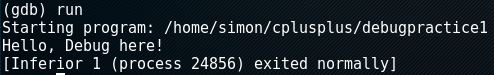 (gdb) run
Starting program: /home/simon/cplusplus/debugpractice1
Hello, Debug here!
[Inferior 1 (process 24856) exited normally]